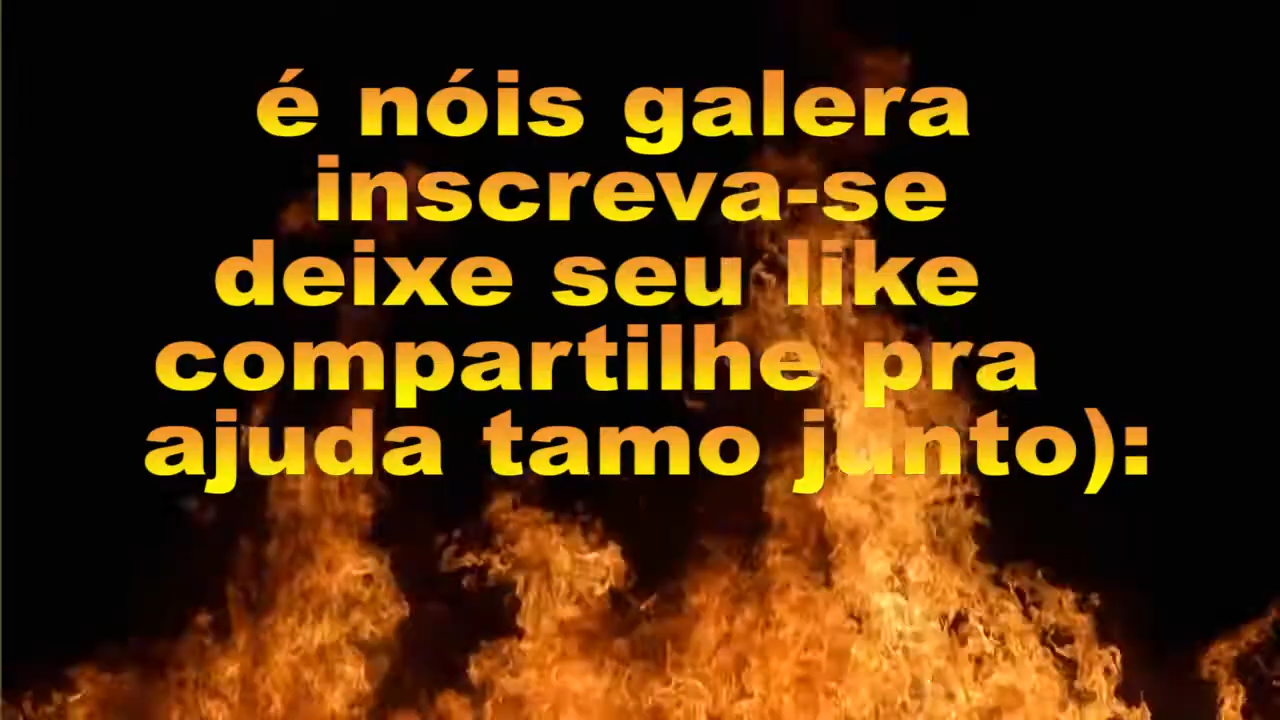 é nóis galera
inscreva-se
deixe seu like
compartilhe pra
ajuda tamo junto):